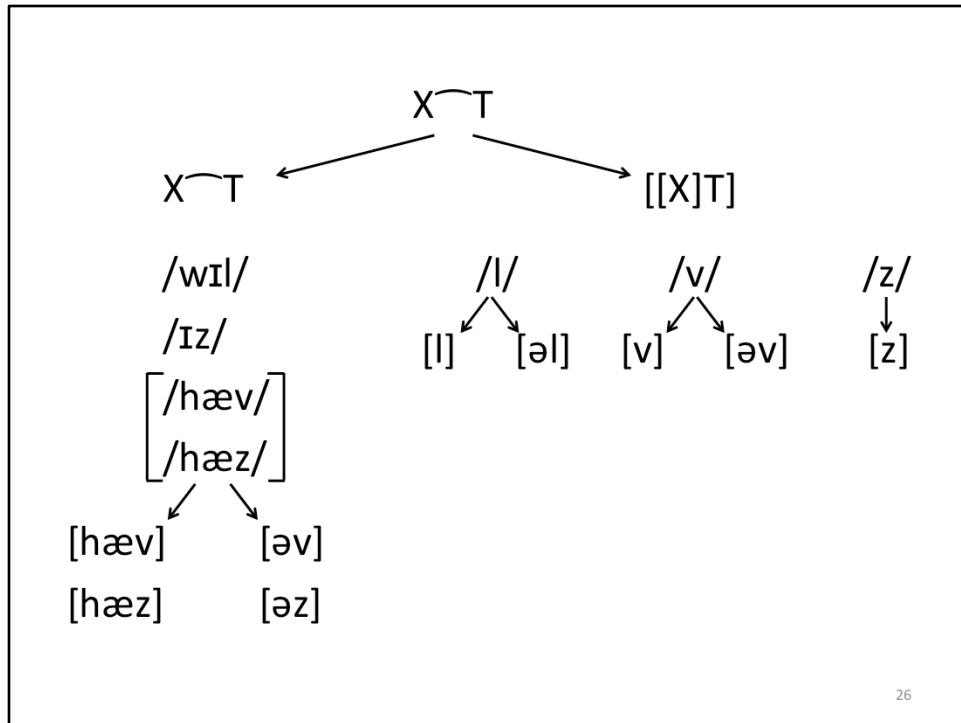 X⁀T
X⁀T [[X]T]
/wɪl/ /l/ /v/ /z/
/ɪz/ [l] [əl] [v] [əv] [z]
/hæv/
/hæz/
[hæv] [əv]
[hæz] [əz]
26